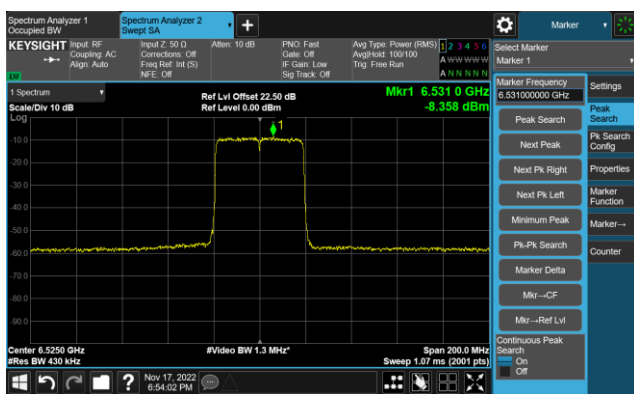 Spectrum Analyzer 1
Occupied BW
Spectrum Analyzer 2
Swept SA
Marker
KEYSIGHT
Input: RF
Coupling: AC
Align: Auto
Input Z: 50 Ω
Corrections: Off
Freq Ref: Int (S)
NFE: Off
Atten: 10 dB
PNO: Fast
Gate: Off
IF Gain: Low
Sig Track: Off
Avg Type: Power (RMS)
Avg|Hold: 100/100
Trig: Free Run
1 2 3 4 5 6
A W W W W W
A N N N N N
LXI
Select Marker
Marker 1
1 Spectrum
Scale/Div 10 dB
Log
Ref Lvl Offset 22.50 dB
Ref Level 0.00 dBm
Mkr1 6.531 0 GHz
-8.358 dBm
1
-10.0
-20.0
-30.0
-40.0
-50.0
-60.0
-70.0
-80.0
-90.0
Center 6.5250 GHz
#Res BW 430 kHz
#Video BW 1.3 MHz*
Span 200.0 MHz
Sweep 1.07 ms (2001 pts)
Marker Frequency
6.531000000 GHz
Peak Search
Next Peak
Next Pk Right
Next Pk Left
Minimum Peak
Pk-Pk Search
Marker Delta
Mkr→CF
Mkr→Ref Lvl
Continuous Peak
Search
On
Off
Settings
Peak
Search
Pk Search
Config
Properties
Marker
Function
Marker→
Counter
?
Nov 17, 2022
6:54:02 PM